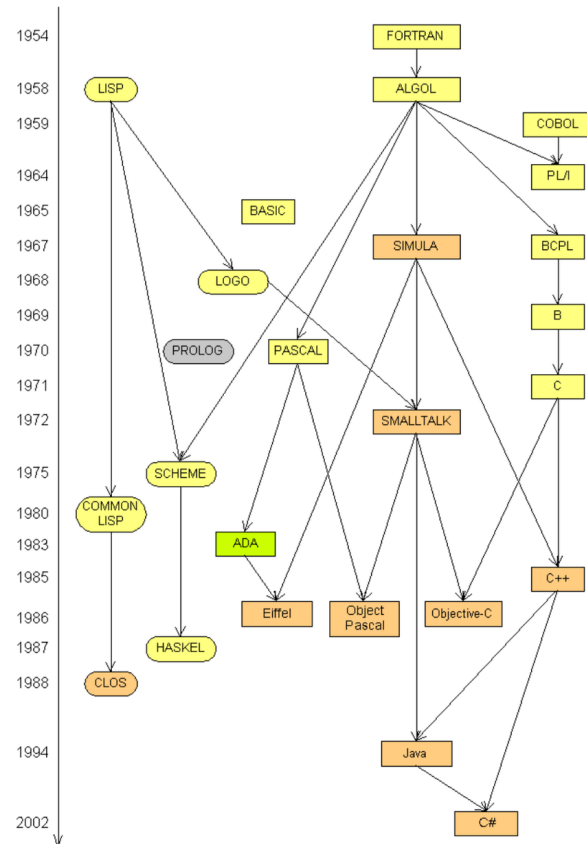 1954
FORTRAN
1958
LISP
ALGOL
1959
COBOL
1964
PL/I
1965
BASIC
1967
SIMULA
BCPL
1968
LOGO
1969
B
1970
PROLOG
PASCAL
1971
C
1972
SMALLTALK
1975
SCHEME
1980
COMMON
LISP
1983
ADA
1985
C++
1986
Eiffel
Object
Pascal
Objective-C
1987
HASKEL
1988
CLOS
1994
Java
2002
C#